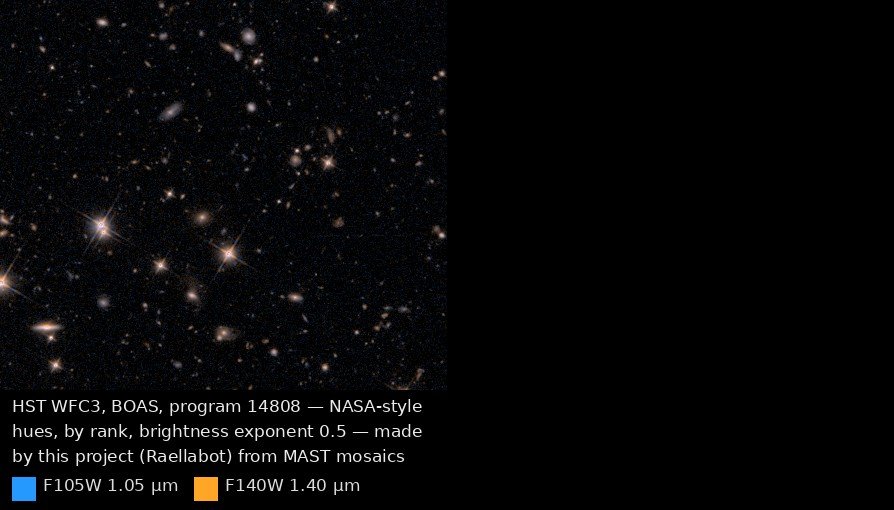 HST WFC3, BOAS, program 14808 — NASA-style
hues, by rank, brightness exponent 0.5 — made
by this project (Raellabot) from MAST mosaics
F105W 1.05 µm F140W 1.40 µm